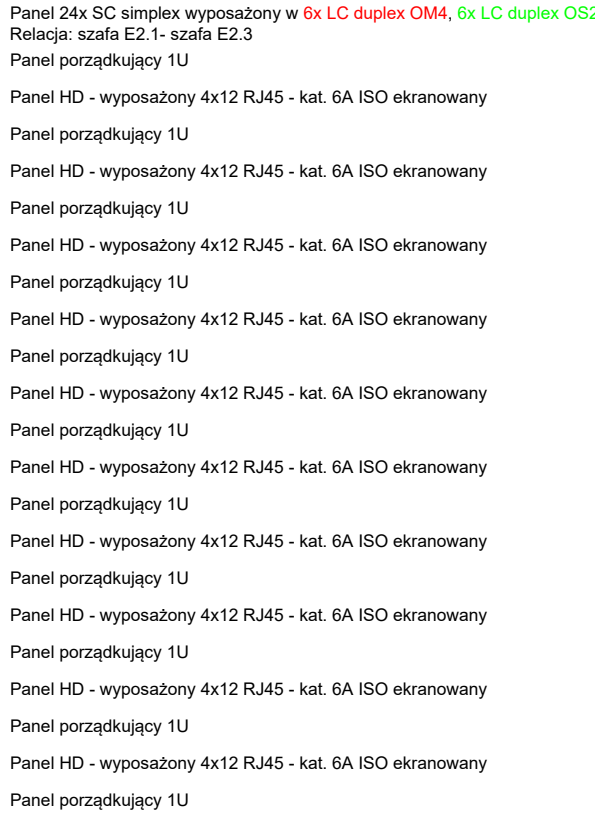 Panel 24x SC simplex wyposażony w 6x LC duplex OM4, 6x LC duplex OS2
Relacja: szafa E2.1- szafa E2.3
Panel porządkujący 1U
Panel HD - wyposażony 4x12 RJ45 - kat. 6A ISO ekranowany
Panel porządkujący 1U
Panel HD - wyposażony 4x12 RJ45 - kat. 6A ISO ekranowany
Panel porządkujący 1U
Panel HD - wyposażony 4x12 RJ45 - kat. 6A ISO ekranowany
Panel porządkujący 1U
Panel HD - wyposażony 4x12 RJ45 - kat. 6A ISO ekranowany
Panel porządkujący 1U
Panel HD - wyposażony 4x12 RJ45 - kat. 6A ISO ekranowany
Panel porządkujący 1U
Panel HD - wyposażony 4x12 RJ45 - kat. 6A ISO ekranowany
Panel porządkujący 1U
Panel HD - wyposażony 4x12 RJ45 - kat. 6A ISO ekranowany
Panel porządkujący 1U
Panel HD - wyposażony 4x12 RJ45 - kat. 6A ISO ekranowany
Panel porządkujący 1U
Panel HD - wyposażony 4x12 RJ45 - kat. 6A ISO ekranowany
Panel porządkujący 1U
Panel HD - wyposażony 4x12 RJ45 - kat. 6A ISO ekranowany
Panel porządkujący 1U